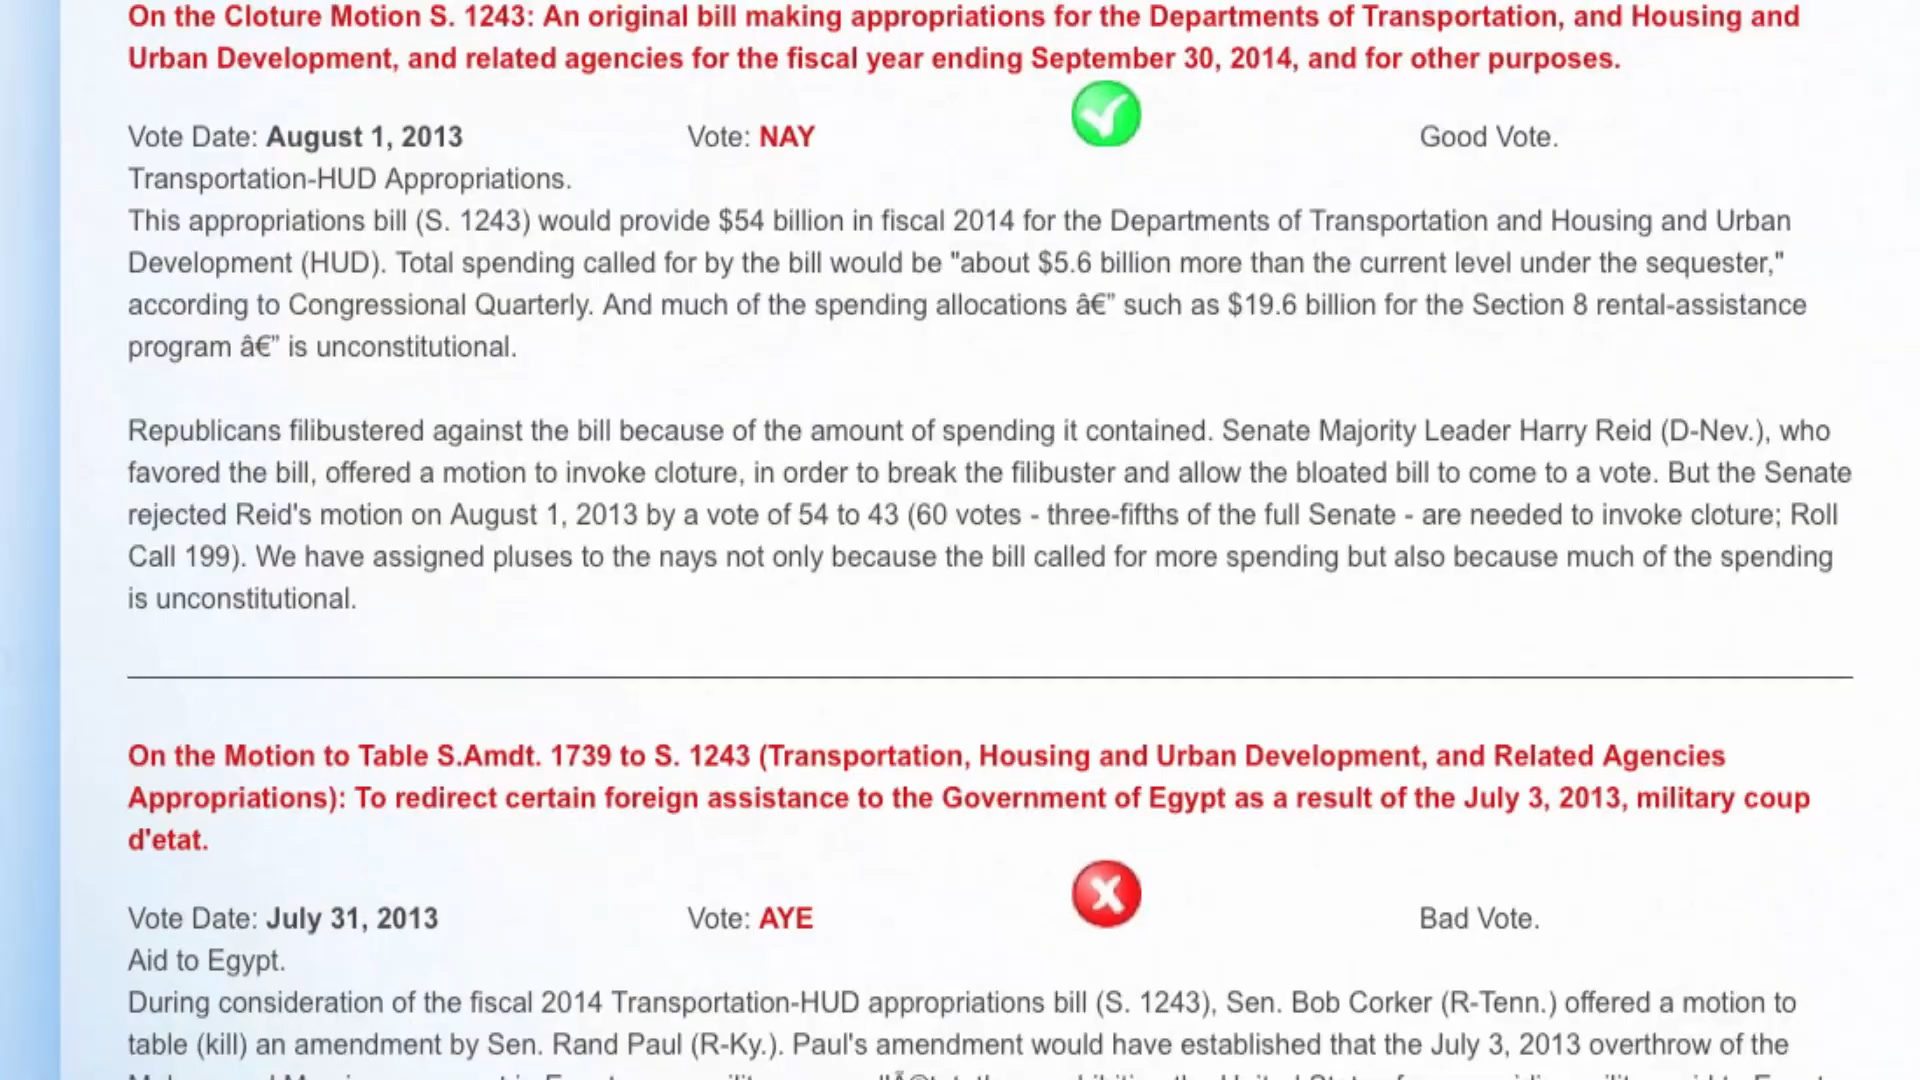 On the Cloture Motion S. 1243: An original bill making appropriations for the Departments of Transportation, and Housing and
Urban Development, and related agencies for the fiscal year ending September 30, 2014, and for other purposes.
Vote Date: August 1, 2013 Vote: NAY Good Vote.
Transportation-HUD Appropriations.
This appropriations bill (S. 1243) would provide $54 billion in fiscal 2014 for the Departments of Transportation and Housing and Urban
Development (HUD). Total spending called for by the bill would be "about $5.6 billion more than the current level under the sequester,"
according to Congressional Quarterly. And much of the spending allocations â€” such as $19.6 billion for the Section 8 rental-assistance
program â€” is unconstitutional.
Republicans filibustered against the bill because of the amount of spending it contained. Senate Majority Leader Harry Reid (D-Nev.), who
favored the bill, offered a motion to invoke cloture, in order to break the filibuster and allow the bloated bill to come to a vote. But the Senate
rejected Reid's motion on August 1, 2013 by a vote of 54 to 43 (60 votes - three-fifths of the full Senate - are needed to invoke cloture; Roll
Call 199). We have assigned pluses to the nays not only because the bill called for more spending but also because much of the spending
is unconstitutional.
On the Motion to Table S.Amdt. 1739 to S. 1243 (Transportation, Housing and Urban Development, and Related Agencies
Appropriations): To redirect certain foreign assistance to the Government of Egypt as a result of the July 3, 2013, military coup
d'etat.
Vote Date: July 31, 2013 Vote: AYE Bad Vote.
Aid to Egypt.
During consideration of the fiscal 2014 Transportation-HUD appropriations bill (S. 1243), Sen. Bob Corker (R-Tenn.) offered a motion to
table (kill) an amendment by Sen. Rand Paul (R-Ky.). Paul's amendment would have established that the July 3, 2013 overthrow of the